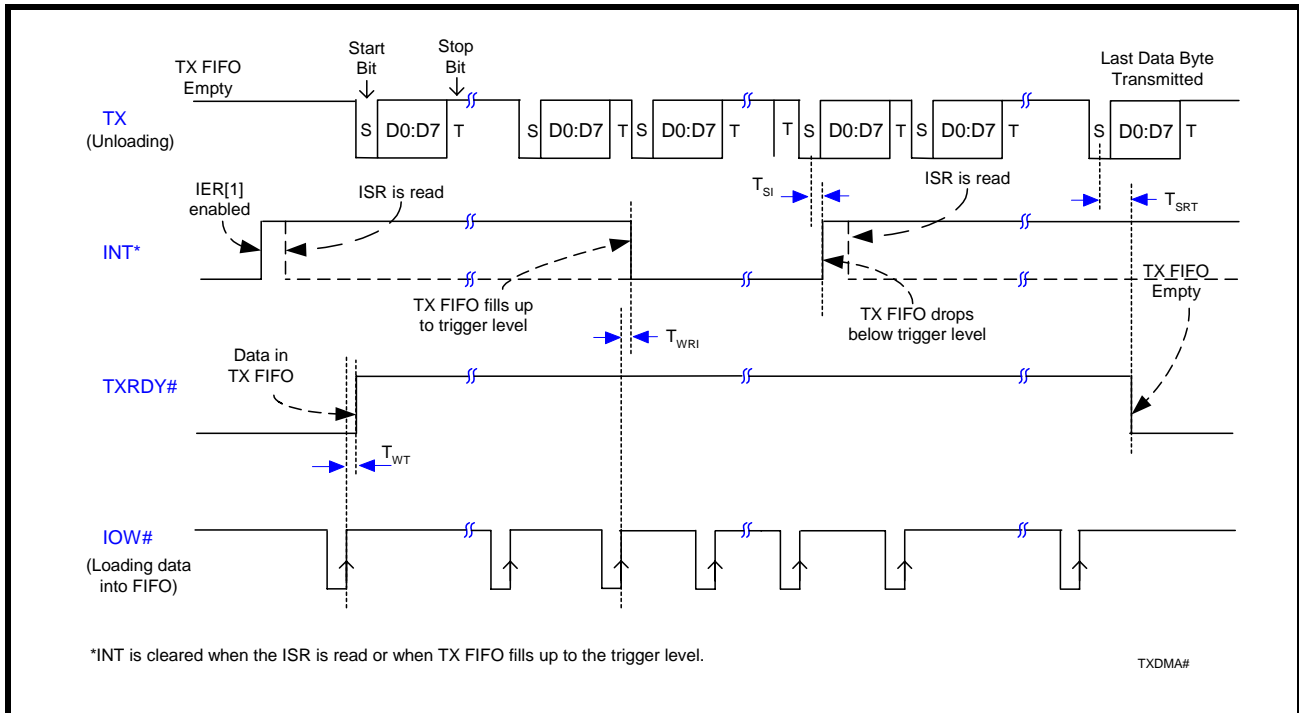 Start
Bit
Stop
Bit
TX FIFO
Empty
Last Data Byte
Transmitted
TX
(Unloading)
S D0:D7 T S D0:D7 T S D0:D7 T T S D0:D7 T S D0:D7 T S D0:D7 T
IER[1]
enabled
ISR is read
TSI
ISR is read
TSRT
INT*
TX FIFO fills up
to trigger level
TX FIFO drops
below trigger level
TX FIFO
Empty
TWRI
Data in
TX FIFO
TXRDY#
TWT
IOW#
(Loading data
into FIFO)
*INT is cleared when the ISR is read or when TX FIFO fills up to the trigger level.
TXDMA#